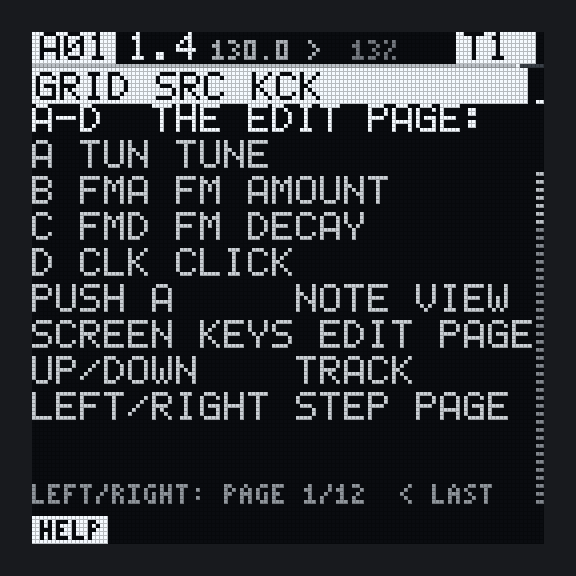 A01 1.4 130.0 > 13% T1
GRID SRC KCK
A-D THE EDIT PAGE:
A TUN TUNE
B FMA FM AMOUNT
C FMD FM DECAY
D CLK CLICK
PUSH A NOTE VIEW
SCREEN KEYS EDIT PAGE
UP/DOWN TRACK
LEFT/RIGHT STEP PAGE
LEFT/RIGHT: PAGE 1/12 < LAST
HELP